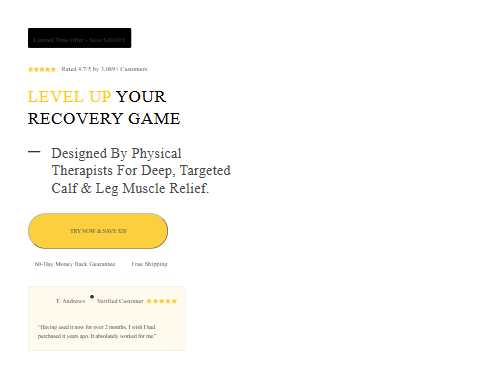 Limited Time Offer - Save $20 OFF
Rated 4.7/5 by 3,089+ Customers
LEVEL UP YOUR
RECOVERY GAME
Designed By Physical
Therapists For Deep, Targeted
Calf & Leg Muscle Relief.
TRY NOW & SAVE $20
60-Day Money Back Guarantee Free Shipping
T. Andrews • Verified Customer
"Having used it now for over 2 months, I wish I had
purchased it years ago. It absolutely worked for me."